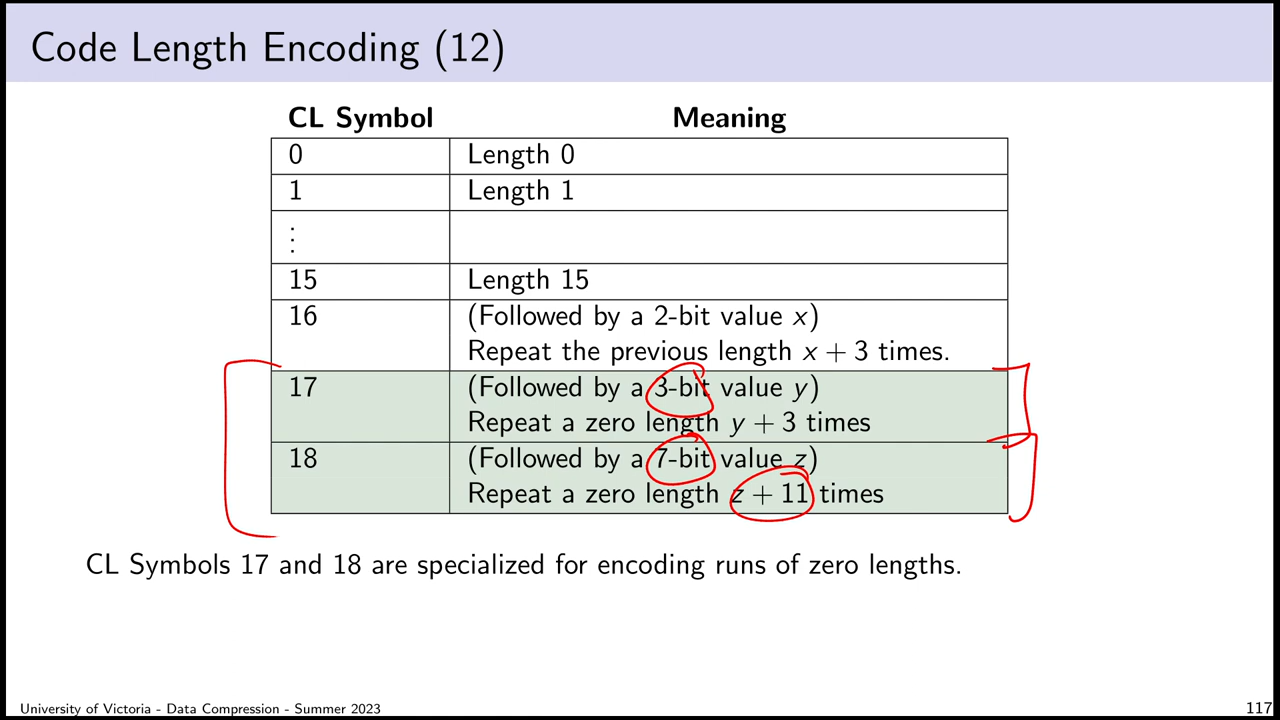 Code Length Encoding (12)
CL Symbol Meaning
0 Length 0
1 Length 1
⋮
15 Length 15
16 (Followed by a 2-bit value x)
Repeat the previous length x + 3 times.
17 (Followed by a 3-bit value y)
Repeat a zero length y + 3 times
18 (Followed by a 7-bit value z)
Repeat a zero length z + 11 times
CL Symbols 17 and 18 are specialized for encoding runs of zero lengths.
University of Victoria - Data Compression - Summer 2023 117